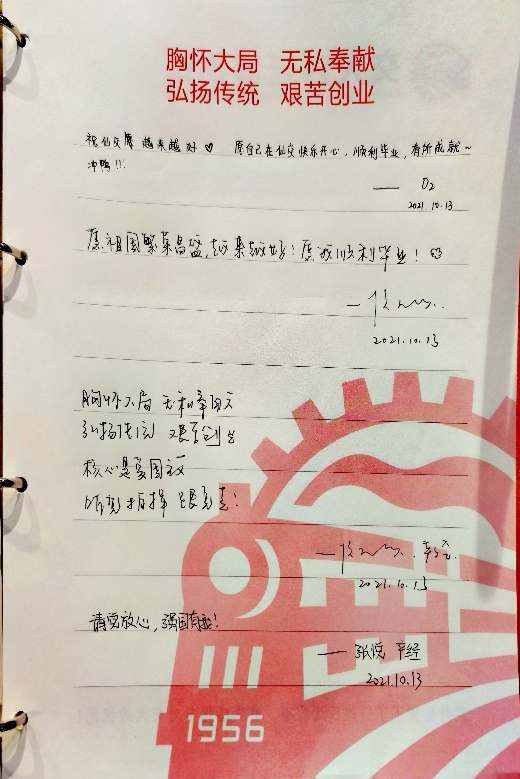 胸怀大局 无私奉献
弘扬传统 艰苦创业
祝仙交 越来越好♡ 愿自己在仙交快乐开心,顺利毕业,有所成就~
冲鸭!!!
— O2
2021.10.13
愿祖国繁荣昌盛,越来越好!愿我顺利毕业!
2021.10.13
胸怀大局 无私奉献
弘扬传统 艰苦创业
核心是爱国主义
听党指挥跟党走!
2021.10.13
请党放心,强国有我!
— 张悦 辛经
2021.10.13
1956